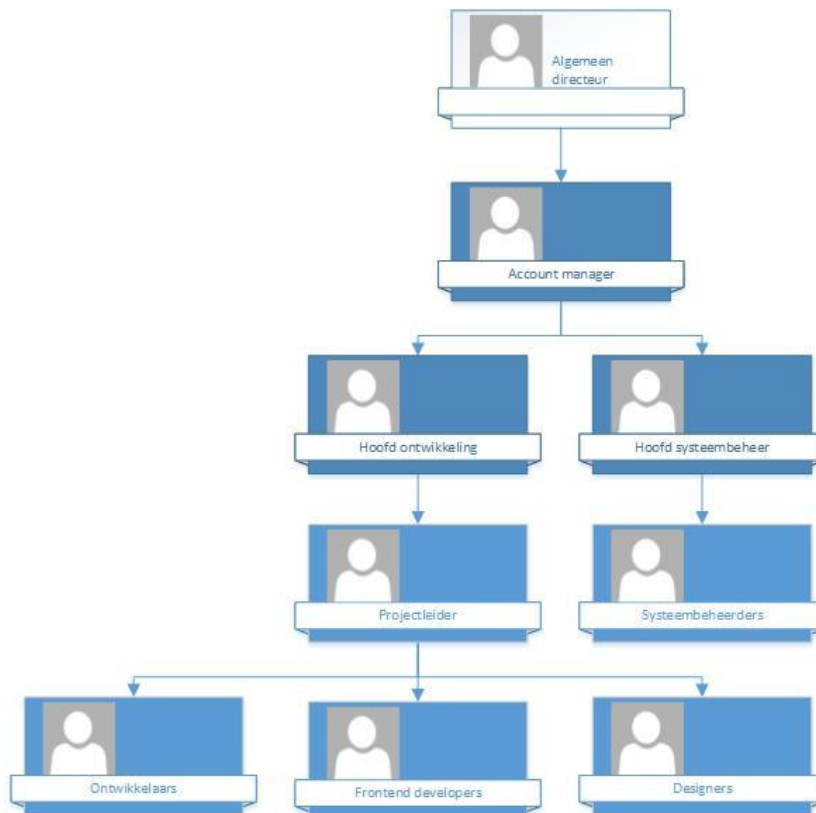 Algemeen
directeur
Account manager
Hoofd ontwikkeling
Hoofd systeembeheer
Projectleider
Systeembeheerders
Ontwikkelaars
Frontend developers
Designers